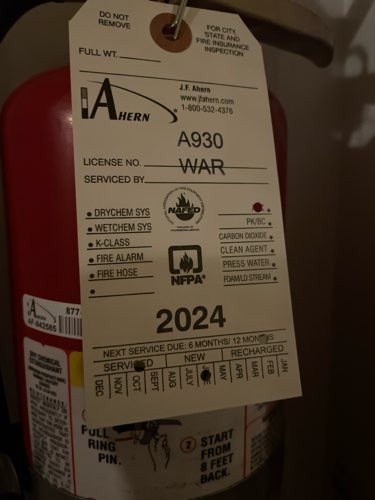 DO NOT
REMOVE
FOR CITY,
STATE AND
FIRE INSURANCE
INSPECTION
FULL WT.
J.F. Ahern
www.jfahern.com
1-800-532-4376
AHERN
A930
LICENSE NO. WAR
SERVICED BY
NAFED
DRYCHEM SYS
WETCHEM SYS
K-CLASS
FIRE ALARM
FIRE HOSE
PK/BC
CARBON DIOXIDE
CLEAN AGENT
PRESS WATER
FOAM/LD STREAM
NFPA
2024
NEXT SERVICE DUE: 6 MONTHS/ 12 MONTHS
SERVICED NEW RECHARGED
DEC NOV OCT SEPT AUG JULY JUNE MAY APR MAR FEB JAN
AHERN
877
AF-942565
PULL
RING
PIN.
2 START
FROM
8 FEET
BACK.